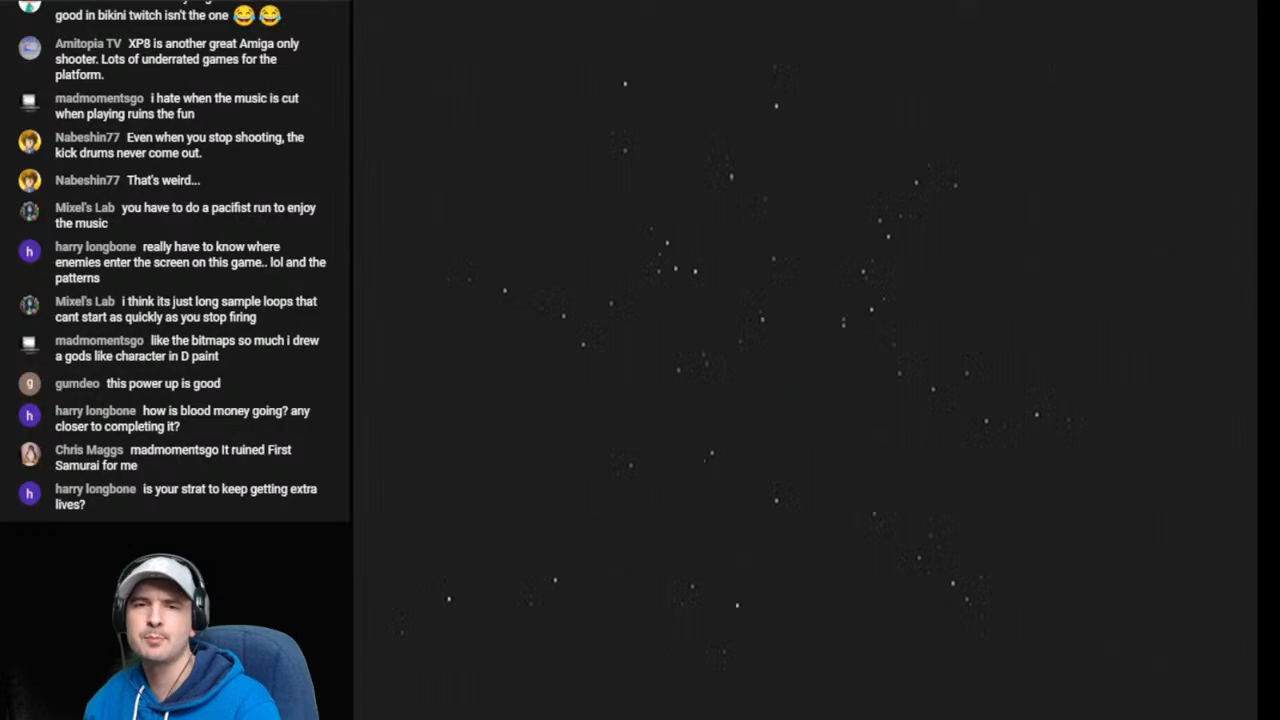 good in bikini twitch isn't the one 😂😂
Amitopia TV XP8 is another great Amiga only
shooter. Lots of underrated games for the
platform.
madmomentsgo i hate when the music is cut
when playing ruins the fun
Nabeshin77 Even when you stop shooting, the
kick drums never come out.
Nabeshin77 That's weird...
Mixel's Lab you have to do a pacifist run to enjoy
the music
h harry longbone really have to know where
enemies enter the screen on this game.. lol and the
patterns
Mixel's Lab i think its just long sample loops that
cant start as quickly as you stop firing
madmomentsgo like the bitmaps so much i drew
a gods like character in D paint
g gumdeo this power up is good
h harry longbone how is blood money going? any
closer to completing it?
Chris Maggs madmomentsgo It ruined First
Samurai for me
h harry longbone is your strat to keep getting extra
lives?